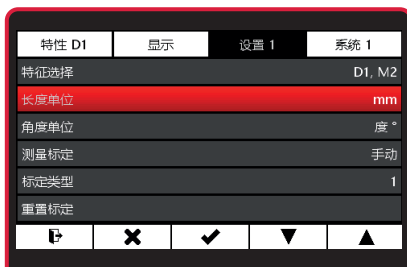 特性 D1 显示 设置 1 系统 1
特征选择 D1, M2
长度单位 mm
角度单位 度 °
测量标定 手动
标定类型 1
重置标定